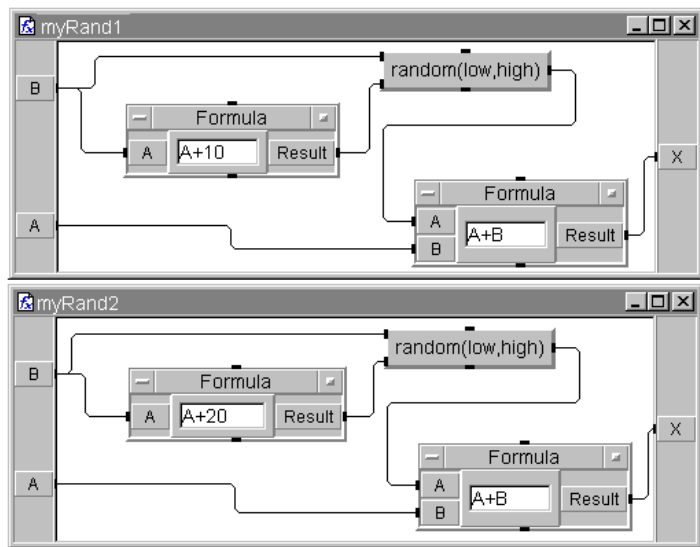 myRand1
random(low,high)
B
Formula
A A+10 Result
X
Formula
A
A+B
Result
B
A
myRand2
random(low,high)
B
Formula
A A+20 Result
X
Formula
A
A+B
Result
B
A